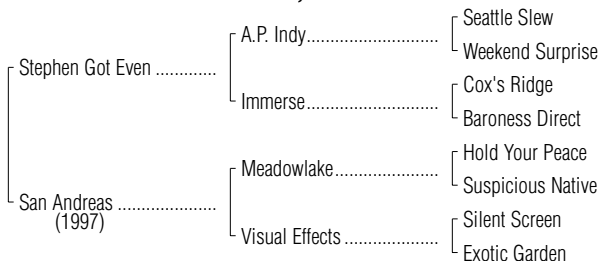 Seattle Slew
A.P. Indy..............................
Weekend Surprise
Stephen Got Even .............
Cox's Ridge
Immerse..............................
Baroness Direct
Hold Your Peace
Meadowlake........................
Suspicious Native
San Andreas .....................
(1997)
Silent Screen
Visual Effects .....................
Exotic Garden